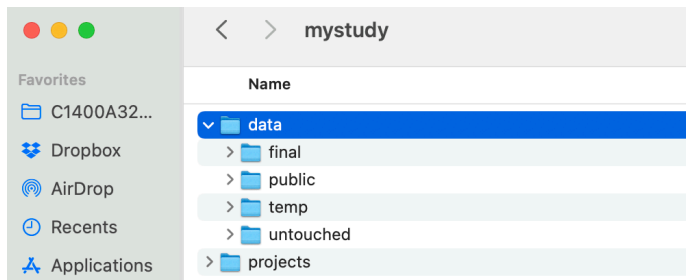 mystudy
Favorites
C1400A32...
Dropbox
AirDrop
Recents
Applications
Name
data
final
public
temp
untouched
projects